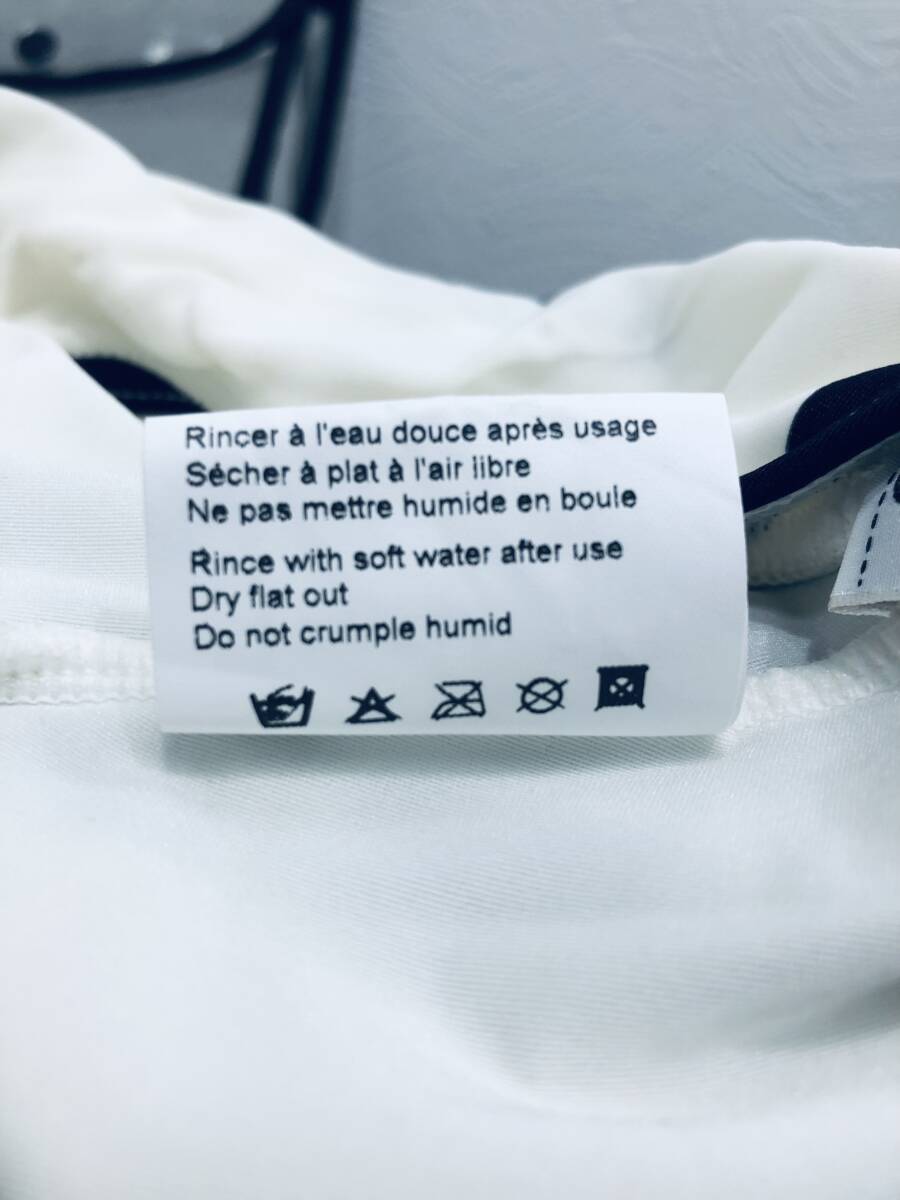 Rincer à l'eau douce après usage
Sécher à plat à l'air libre
Ne pas mettre humide en boule
Rince with soft water after use
Dry flat out
Do not crumple humid